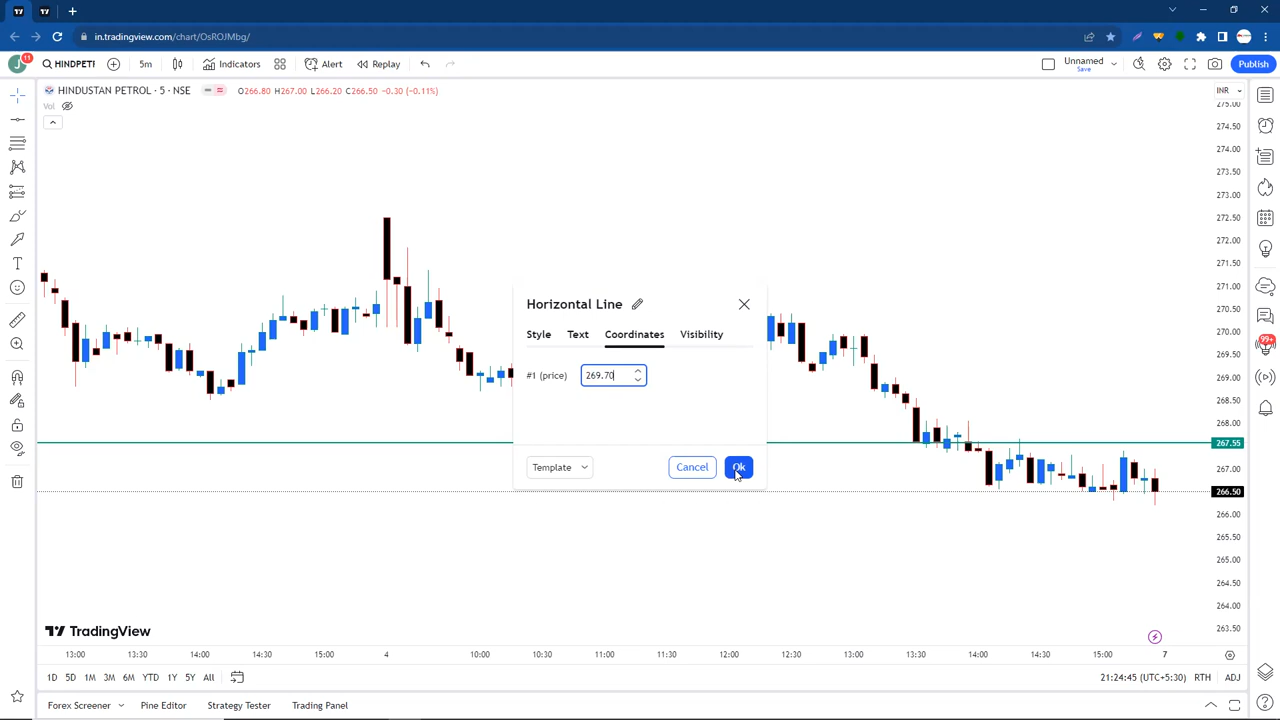 in.tradingview.com/chart/OsROJMbg/
J 11 HINDPETI 5m Indicators Alert Replay Unnamed Save Publish
HINDUSTAN PETROL · 5 · NSE O266.80 H267.00 L266.20 C266.50 −0.30 (−0.11%) INR
Vol
275.00
274.50
274.00
273.50
273.00
272.50
272.00
271.50
271.00
270.50
270.00
269.50
269.00
268.50
268.00
267.55
267.00
266.50
266.00
265.50
265.00
264.50
264.00
263.50
Horizontal Line
Style Text Coordinates Visibility
#1 (price) 269.70
Template Cancel Ok
99+
TradingView
13:00 13:30 14:00 14:30 15:00 4 10:00 10:30 11:00 11:30 12:00 12:30 13:00 13:30 14:00 14:30 15:00 7
1D 5D 1M 3M 6M YTD 1Y 5Y All 21:24:45 (UTC+5:30) RTH ADJ
Forex Screener Pine Editor Strategy Tester Trading Panel